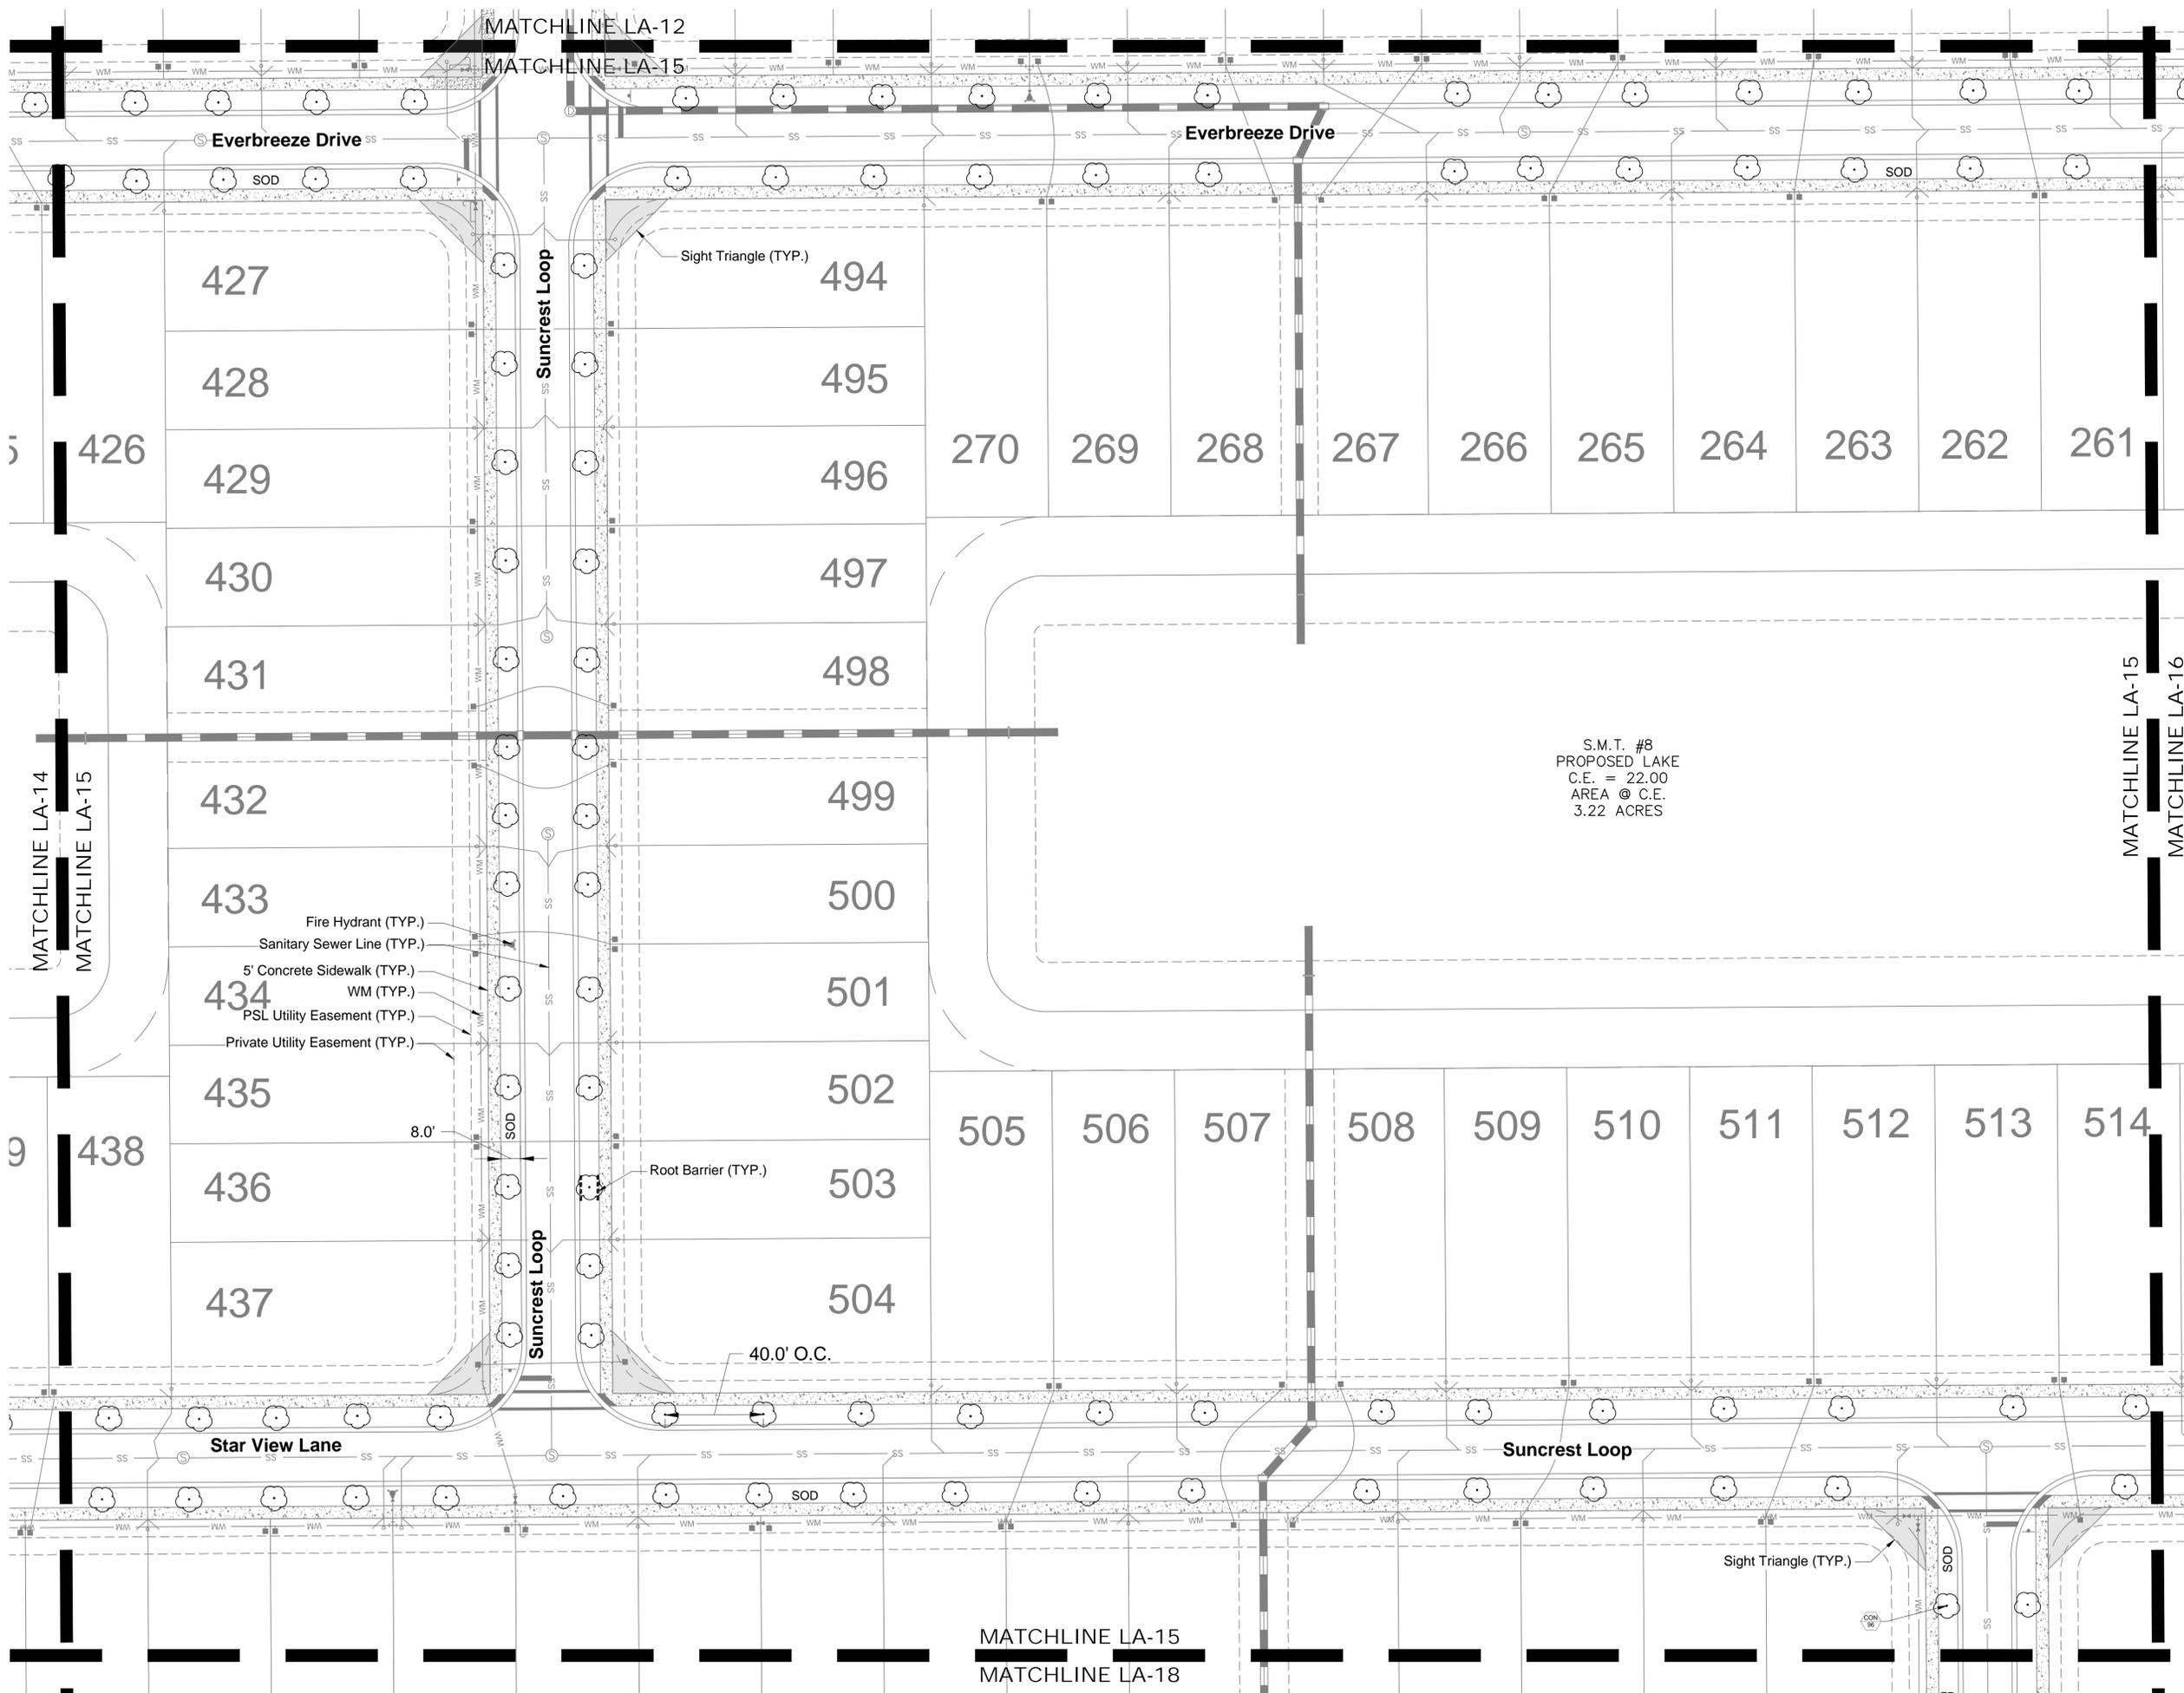 MATCHLINE LA-12
MATCHLINE LA-15
Everbreeze Drive
Everbreeze Drive
SOD
SOD
Sight Triangle (TYP.)
Suncrest Loop
427
494
428
495
426
270
269
268
267
266
265
264
263
262
261
429
496
430
497
431
498
S.M.T. #8
PROPOSED LAKE
C.E. = 22.00
AREA @ C.E.
3.22 ACRES
MATCHLINE LA-15
MATCHLINE LA-16
MATCHLINE LA-14
MATCHLINE LA-15
432
499
433
500
Fire Hydrant (TYP.)
Sanitary Sewer Line (TYP.)
5' Concrete Sidewalk (TYP.)
WM (TYP.)
434
501
PSL Utility Easement (TYP.)
Private Utility Easement (TYP.)
435
502
SOD
8.0'
9
438
505
506
507
508
509
510
511
512
513
514
Root Barrier (TYP.)
436
503
Suncrest Loop
437
504
40.0' O.C.
Star View Lane
Suncrest Loop
SOD
Sight Triangle (TYP.)
SOD
CON
96
MATCHLINE LA-15
MATCHLINE LA-18